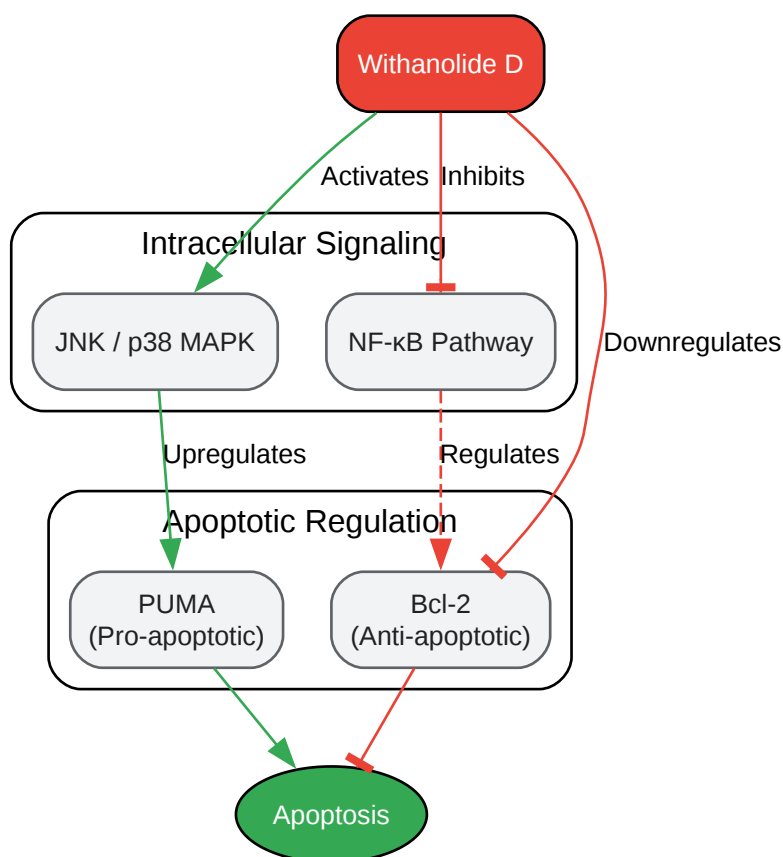 Withanolide D
Activates
Inhibits
Intracellular Signaling
JNK / p38 MAPK
NF-κB Pathway
Downregulates
Upregulates
Regulates
Apoptotic Regulation
PUMA
(Pro-apoptotic)
Bcl-2
(Anti-apoptotic)
Apoptosis